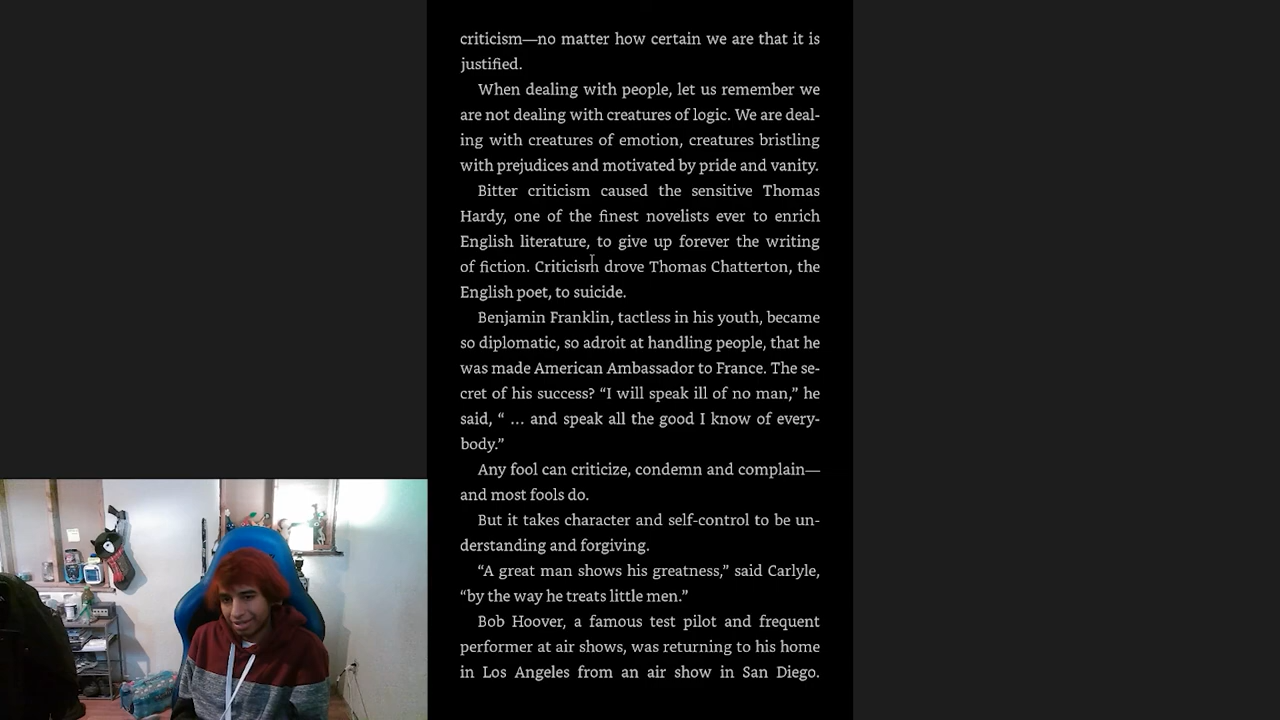 criticism—no matter how certain we are that it is
justified.
When dealing with people, let us remember we
are not dealing with creatures of logic. We are deal-
ing with creatures of emotion, creatures bristling
with prejudices and motivated by pride and vanity.
Bitter criticism caused the sensitive Thomas
Hardy, one of the finest novelists ever to enrich
English literature, to give up forever the writing
of fiction. Criticism drove Thomas Chatterton, the
English poet, to suicide.
Benjamin Franklin, tactless in his youth, became
so diplomatic, so adroit at handling people, that he
was made American Ambassador to France. The se-
cret of his success? “I will speak ill of no man,” he
said, “ … and speak all the good I know of every-
body.”
Any fool can criticize, condemn and complain—
and most fools do.
But it takes character and self-control to be un-
derstanding and forgiving.
“A great man shows his greatness,” said Carlyle,
“by the way he treats little men.”
Bob Hoover, a famous test pilot and frequent
performer at air shows, was returning to his home
in Los Angeles from an air show in San Diego.